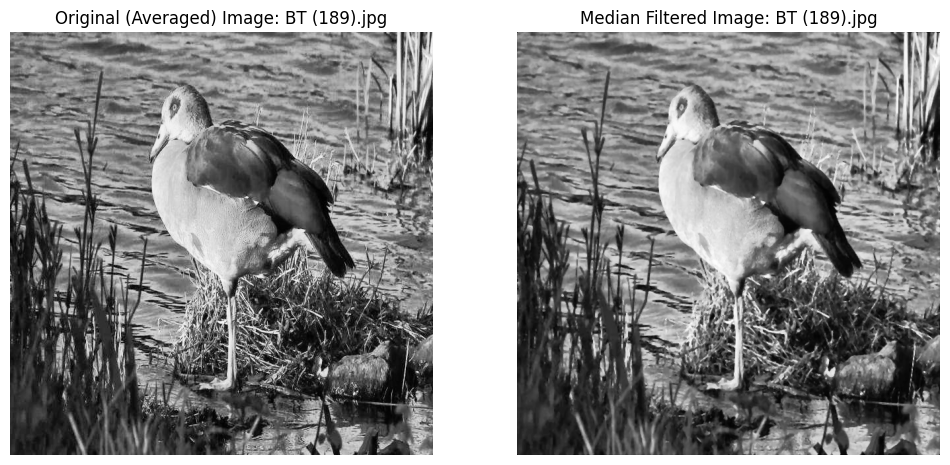 Original (Averaged) Image: BT (189).jpg
Median Filtered Image: BT (189).jpg